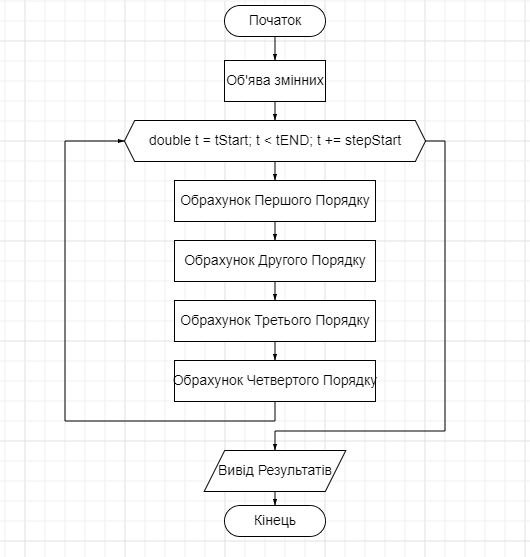 Початок
Об'ява змінних
double t = tStart; t < tEND; t += stepStart
Обрахунок Першого Порядку
Обрахунок Другого Порядку
Обрахунок Третього Порядку
Обрахунок Четвертого Порядку
Вивід Результатів
Кінець